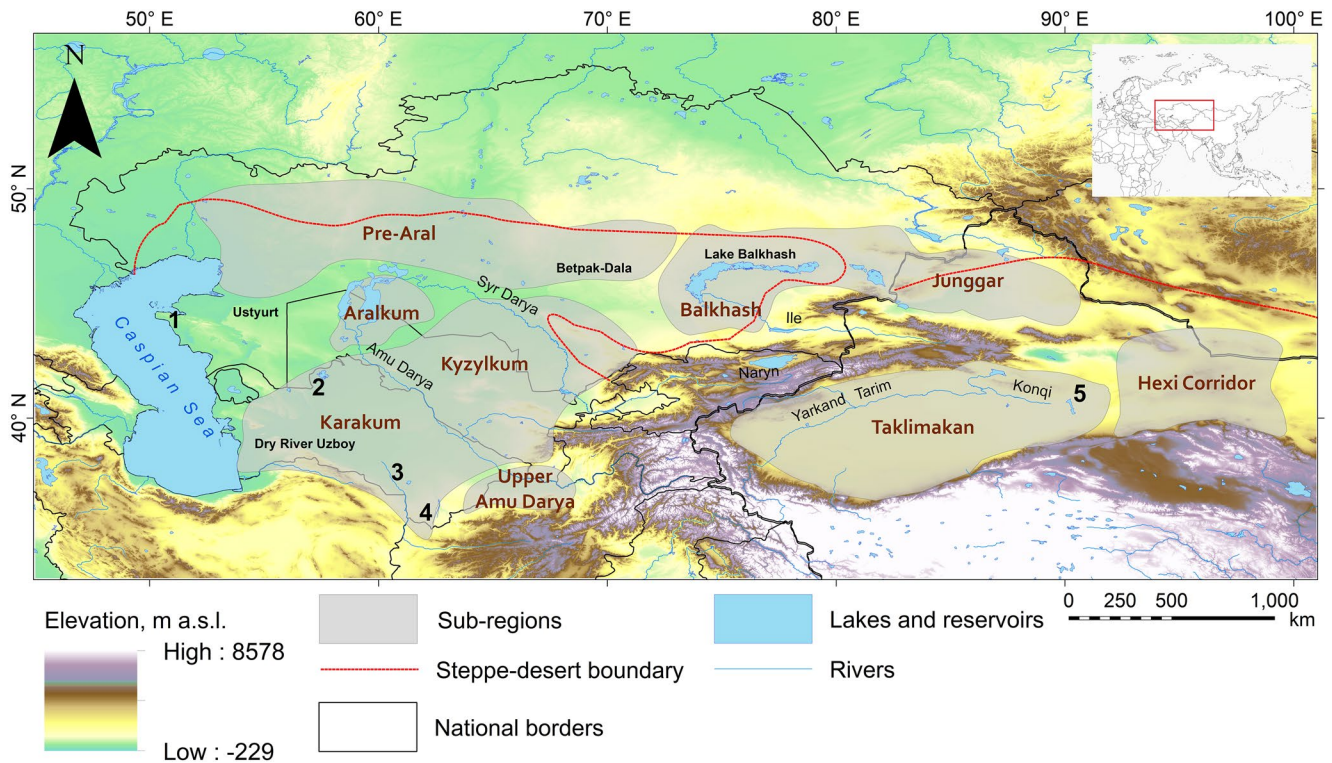 50° E
60° E
70° E
80° E
90° E
100° E
N
50° N
50° N
Pre-Aral
Betpak-Dala
Lake Balkhash
Junggar
Syr Darya
Balkhash
Caspian Sea
1
Ustyurt
Aralkum
Ile
Amu Darya
Kyzylkum
Naryn
Hexi Corridor
2
Konqi
5
Yarkand
Tarim
40° N
40° N
Karakum
Taklimakan
Dry River Uzboy
3
Upper
Amu Darya
4
Elevation, m a.s.l.
High : 8578
Low : -229
Sub-regions
Steppe-desert boundary
National borders
Lakes and reservoirs
Rivers
0 250 500 1,000
km